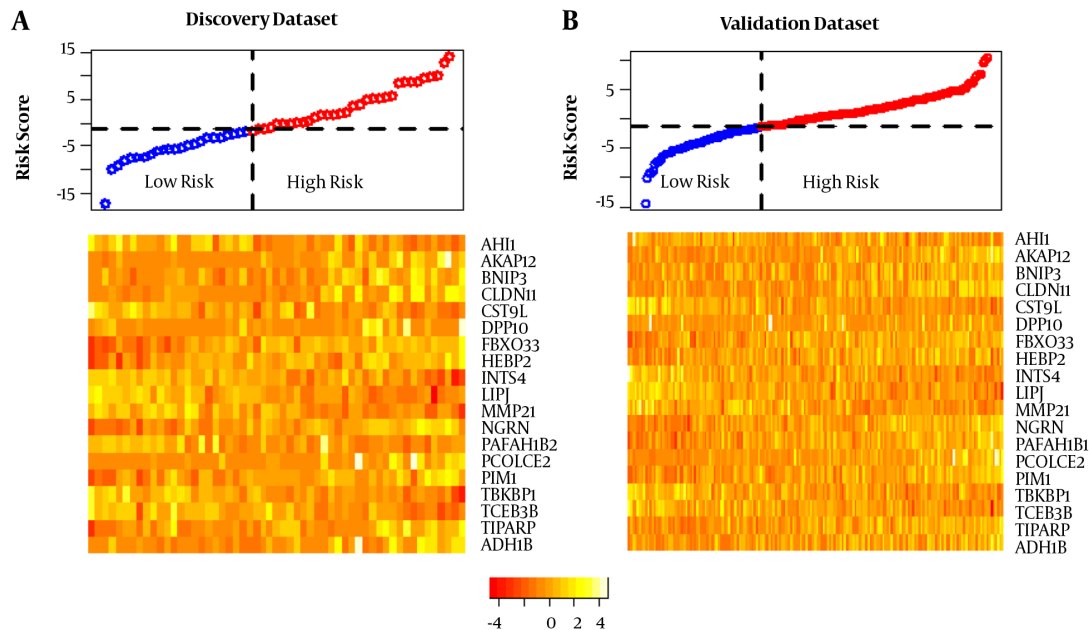 A
Discovery Dataset
Risk Score
15
5
-5
-15
Low Risk
High Risk
AHI1
AKAP12
BNIP3
CLDN11
CST9L
DPP10
FBXO33
HEBP2
INTS4
LIPJ
MMP21
NGRN
PAFAH1B2
PCOLCE2
PIM1
TBKBP1
TCEB3B
TIPARP
ADH1B
B
Validation Dataset
Risk Score
5
-5
-15
Low Risk
High Risk
AHI1
AKAP12
BNIP3
CLDN11
CST9L
DPP10
FBXO33
HEBP2
INTS4
LIPJ
MMP21
NGRN
PAFAH1B1
PCOLCE2
PIM1
TBKBP1
TCEB3B
TIPARP
ADH1B
-4 0 2 4